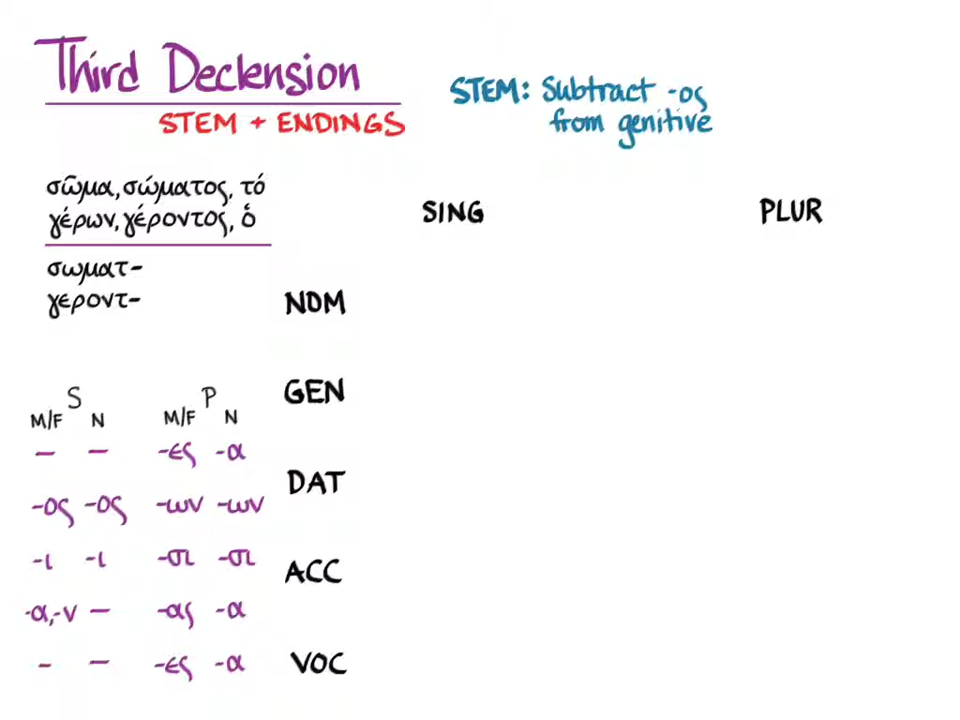 Third Declension
STEM + ENDINGS
STEM: Subtract -ος
from genitive
σῶμα, σώματος, τό
γέρων, γέροντος, ὁ
σωματ-
γεροντ-
SING PLUR
NOM
GEN
DAT
ACC
VOC
S P
M/F N M/F N
— — -ες -α
-ος -ος -ων -ων
-ι -ι -σι -σι
-α,-ν — -ας -α
- — -ες -α